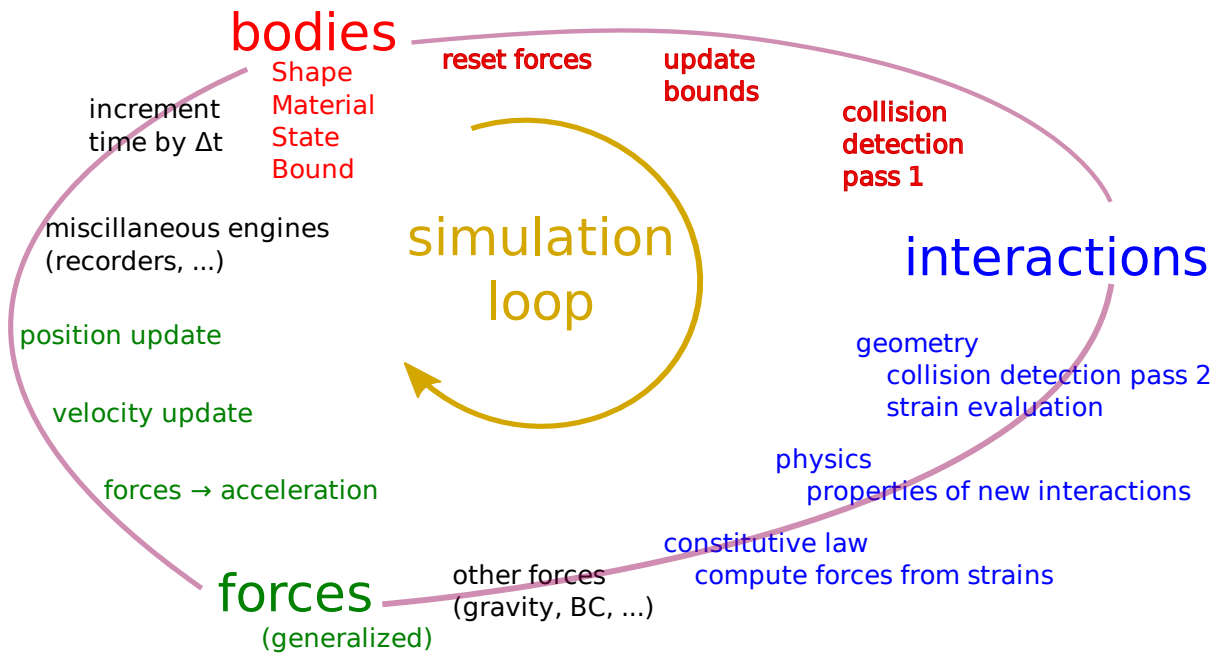 bodies
Shape
Material
State
Bound
reset forces
update
bounds
collision
detection
pass 1
interactions
geometry
collision detection pass 2
strain evaluation
physics
properties of new interactions
constitutive law
compute forces from strains
other forces
(gravity, BC, ...)
forces
(generalized)
forces → acceleration
velocity update
position update
miscillaneous engines
(recorders, ...)
increment
time by Δt
simulation
loop